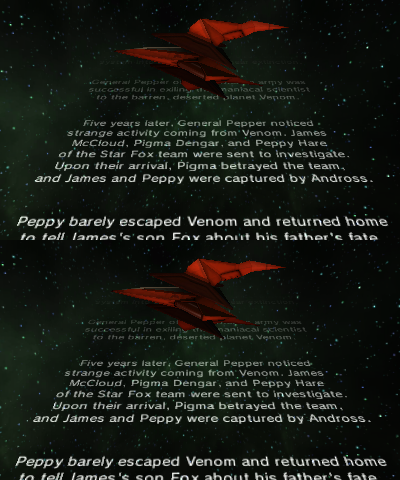 General Pepper of army was
successful in exiling maniacal scientist
to the barren, deserted planet Venom.
Five years later, General Pepper noticed
strange activity coming from Venom. James
McCloud, Pigma Dengar, and Peppy Hare
of the Star Fox team were sent to investigate.
Upon their arrival, Pigma betrayed the team,
and James and Peppy were captured by Andross.
Peppy barely escaped Venom and returned home
to tell James's son Fox about his father's fate.
General Pepper of army was
successful in exiling maniacal scientist
to the barren, deserted planet Venom.
Five years later, General Pepper noticed
strange activity coming from Venom. James
McCloud, Pigma Dengar, and Peppy Hare
of the Star Fox team were sent to investigate.
Upon their arrival, Pigma betrayed the team,
and James and Peppy were captured by Andross.
Peppy barely escaped Venom and returned home
to tell James's son Fox about his father's fate.